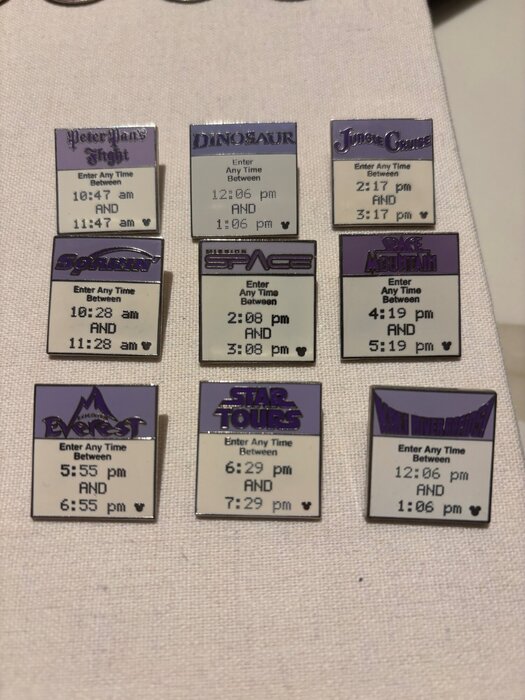 Peter Pan's
Flight
Enter Any Time
Between
10:47 am
AND
11:47 am
DINOSAUR
Enter
Any Time
Between
12:06 pm
AND
1:06 pm
JUNGLE CRUISE
Enter Any Time
Between
2:17 pm
AND
3:17 pm
Soarin'
Enter Any Time
Between
10:28 am
AND
11:28 am
MISSION
SPACE
Enter
Any Time
Between
2:08 pm
AND
3:08 pm
SPACE
MOUNTAIN
Enter Any Time
Between
4:19 pm
AND
5:19 pm
EVEREST
Enter Any Time
Between
5:55 pm
AND
6:55 pm
STAR
TOURS
Enter Any Time
Between
6:29 pm
AND
7:29 pm
Enter Any Time
Between
12:06 pm
AND
1:06 pm